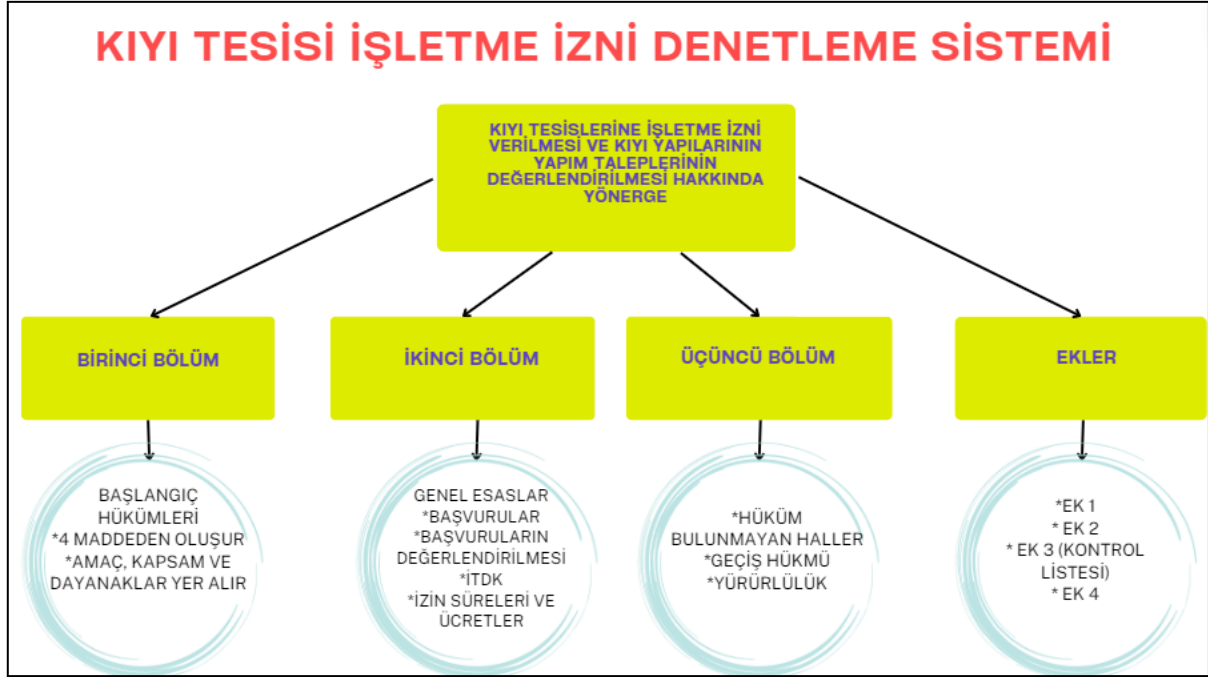 KIYI TESİSİ İŞLETME İZNİ DENETLEME SİSTEMİ
KIYI TESİSLERİNE İŞLETME İZNİ
VERİLMESİ VE KIYI YAPILARININ
YAPIM TALEPLERİNİN
DEĞERLENDİRİLMESİ HAKKINDA
YÖNERGE
BİRİNCİ BÖLÜM
İKİNCİ BÖLÜM
ÜÇÜNCÜ BÖLÜM
EKLER
BAŞLANGIÇ
HÜKÜMLERİ
*4 MADDEDEN OLUŞUR
*AMAÇ, KAPSAM VE
DAYANAKLAR YER ALIR
GENEL ESASLAR
*BAŞVURULAR
*BAŞVURULARIN
DEĞERLENDİRİLMESİ
*İTDK
*İZİN SÜRELERİ VE
ÜCRETLER
*HÜKÜM
BULUNMAYAN HALLER
*GEÇİŞ HÜKMÜ
*YÜRÜRLÜLÜK
*EK 1
* EK 2
* EK 3 (KONTROL
LİSTESİ)
* EK 4